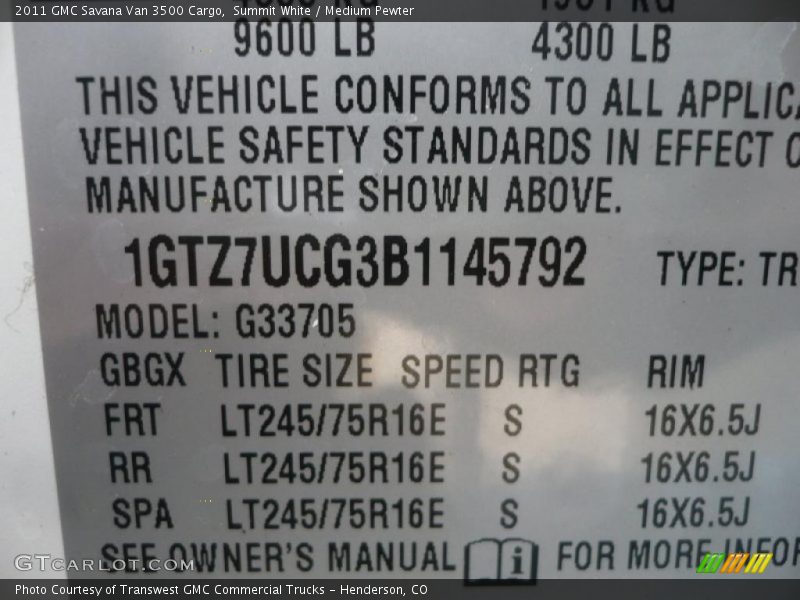 2011 GMC Savana Van 3500 Cargo, Summit White / Medium Pewter
9600 LB 4300 LB
THIS VEHICLE CONFORMS TO ALL
VEHICLE SAFETY STANDARDS IN EFFECT
MANUFACTURE SHOWN ABOVE.
1GTZ7UCG3B1145792 TYPE: TR
MODEL: G33705
GBGX TIRE SIZE SPEED RTG RIM
FRT LT245/75R16E S 16X6.5J
RR LT245/75R16E S 16X6.5J
SPA LT245/75R16E S 16X6.5J
SEE OWNER'S MANUAL i FOR MORE
GTcarlot.com
Photo Courtesy of Transwest GMC Commercial Trucks - Henderson, CO